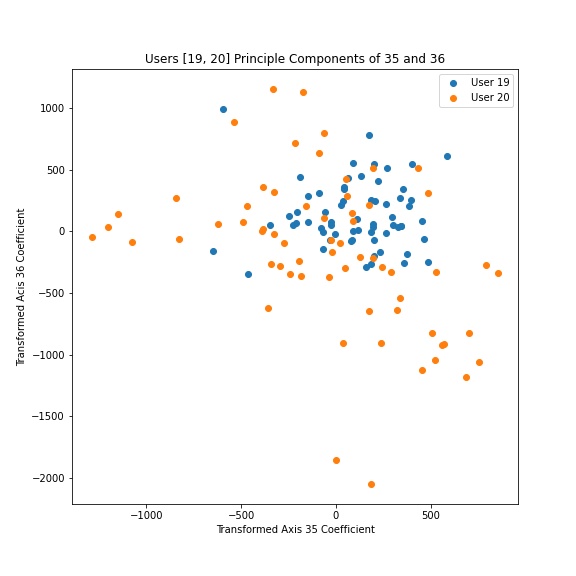 Users [19, 20] Principle Components of 35 and 36
User 19
User 20
1000
500
0
−500
−1000
−1500
−2000
Transformed Acis 36 Coefficient
−1000
−500
0
500
Transformed Axis 35 Coefficient